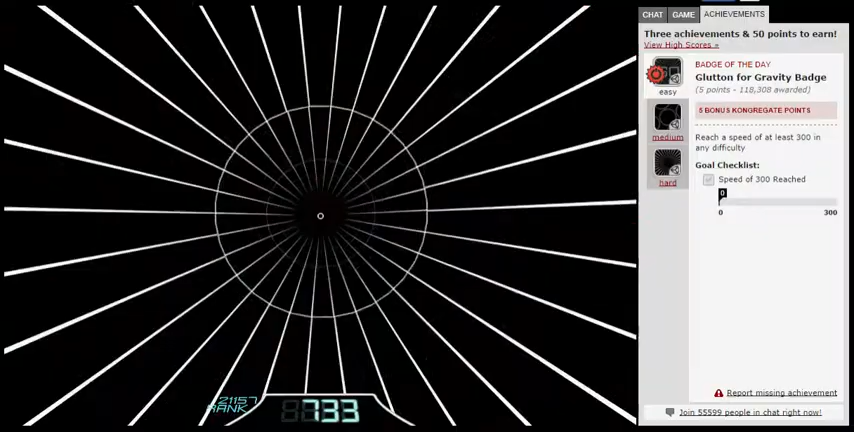 CHAT GAME ACHIEVEMENTS
Three achievements & 50 points to earn!
View High Scores »
BADGE OF THE DAY
Glutton for Gravity Badge
(5 points - 118,308 awarded)
easy
5 BONUS KONGREGATE POINTS
medium
Reach a speed of at least 300 in
any difficulty
Goal Checklist:
hard
Speed of 300 Reached
0
0 300
21157
RANK
733
Report missing achievement
Join 55599 people in chat right now!